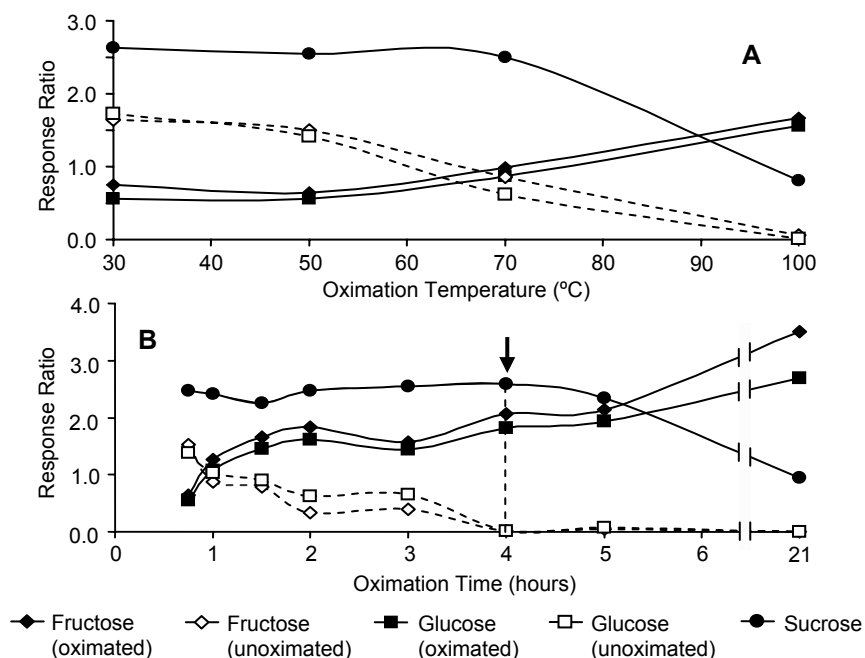 3.0
A
2.0
Response Ratio
1.0
0.0
30 40 50 60 70 80 90 100
Oximation Temperature (ºC)
4.0
B
3.0
Response Ratio
2.0
1.0
0.0
0 1 2 3 4 5 6 21
Oximation Time (hours)
Fructose (oximated)
Fructose (unoximated)
Glucose (oximated)
Glucose (unoximated)
Sucrose